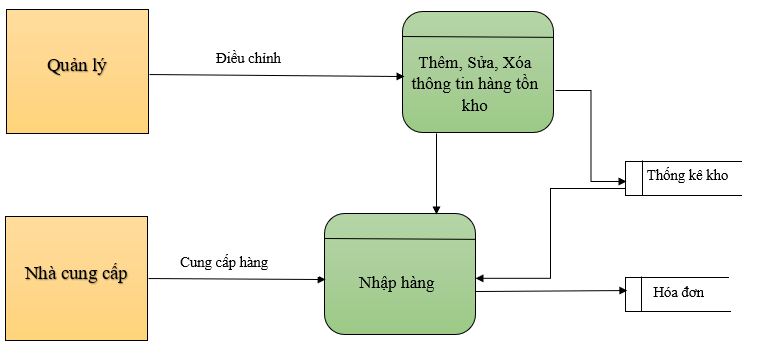 Quản lý
Điều chỉnh
Thêm, Sửa, Xóa
thông tin hàng tồn
kho
Thống kê kho
Nhà cung cấp
Cung cấp hàng
Nhập hàng
Hóa đơn